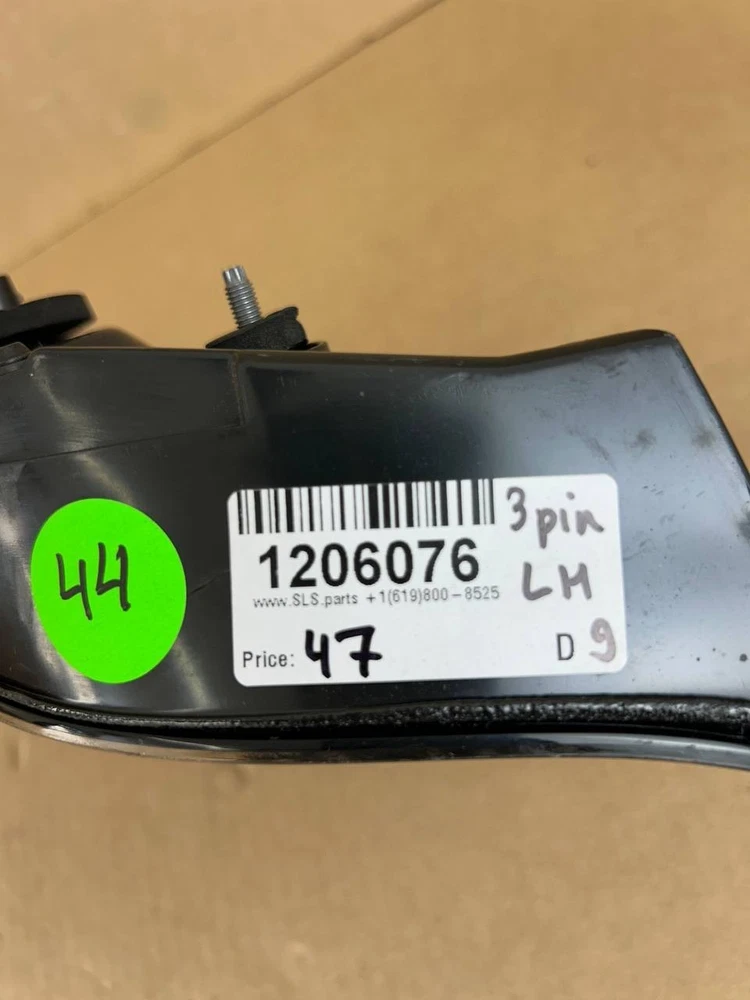 44
3 pin
1206076
LH
www.SLS.parts +1(619)800-8525
Price: 47
D 9